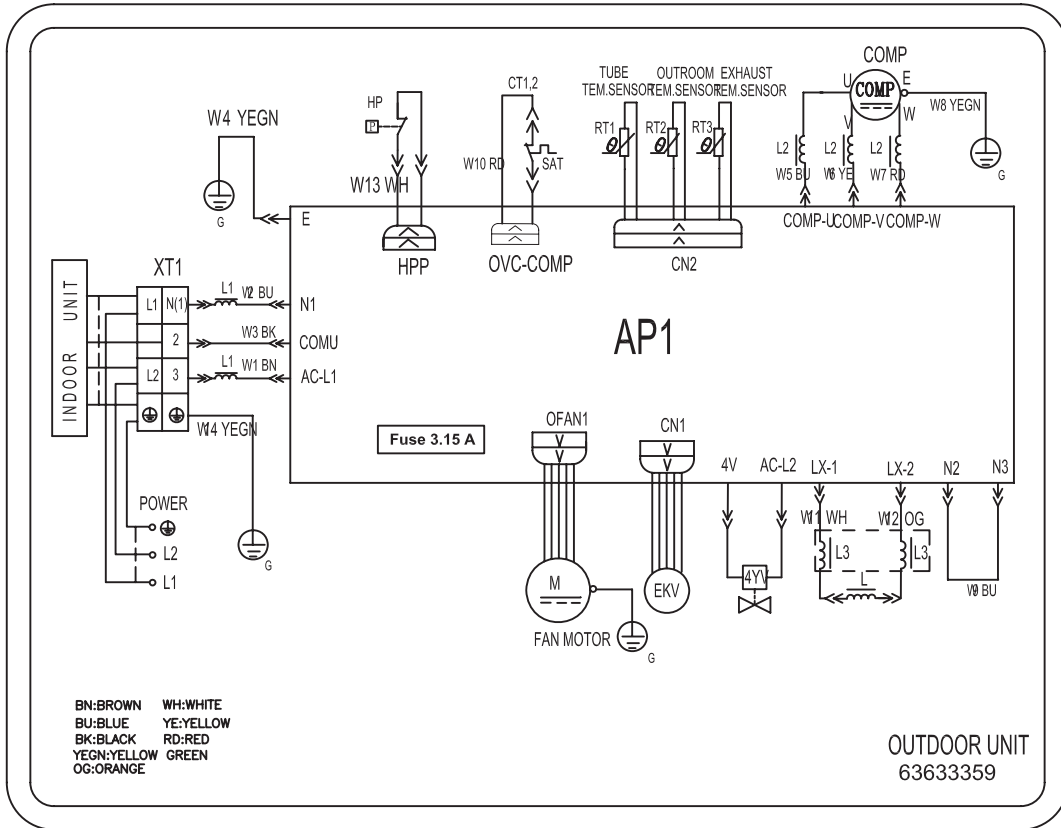 COMP
TUBE TEM.SENSOR
OUTROOM TEM.SENSOR
EXHAUST TEM.SENSOR
CT1,2
HP
P
U
COMP
E
V
W
W8 YEGN
G
W4 YEGN
G
RT1
RT2
RT3
L2
L2
L2
W10 RD
SAT
W13 WH
W5 BU
W6 YE
W7 RD
E
COMP-U
COMP-V
COMP-W
HPP
OVC-COMP
CN2
XT1
INDOOR UNIT
L1
N(1)
L1
W2 BU
N1
2
W3 BK
COMU
L2
3
L1
W1 BN
AC-L1
W14 YEGN
AP1
Fuse 3.15 A
OFAN1
CN1
4V
AC-L2
LX-1
LX-2
N2
N3
POWER
L2
L1
G
W11 WH
W12 OG
L3
L3
L
4YV
W9 BU
M
EKV
FAN MOTOR
G
BN:BROWN WH:WHITE
BU:BLUE YE:YELLOW
BK:BLACK RD:RED
YEGN:YELLOW GREEN
OG:ORANGE
OUTDOOR UNIT
63633359